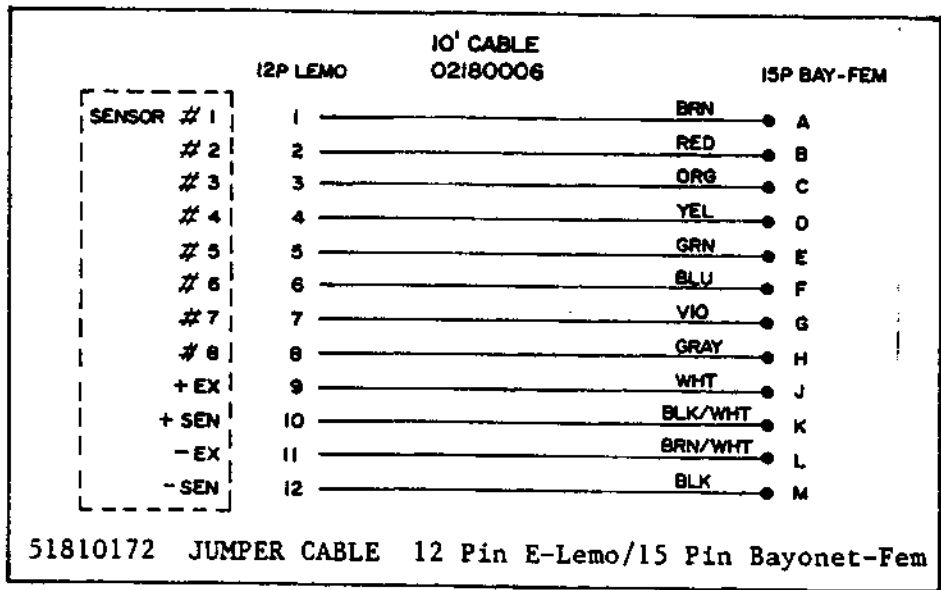 10' CABLE
12P LEMO 02180006 15P BAY-FEM
SENSOR #1 1 BRN A
#2 2 RED B
#3 3 ORG C
#4 4 YEL D
#5 5 GRN E
#6 6 BLU F
#7 7 VIO G
#8 8 GRAY H
+EX 9 WHT J
+SEN 10 BLK/WHT K
-EX 11 BRN/WHT L
-SEN 12 BLK M
51810172 JUMPER CABLE 12 Pin E-Lemo/15 Pin Bayonet-Fem